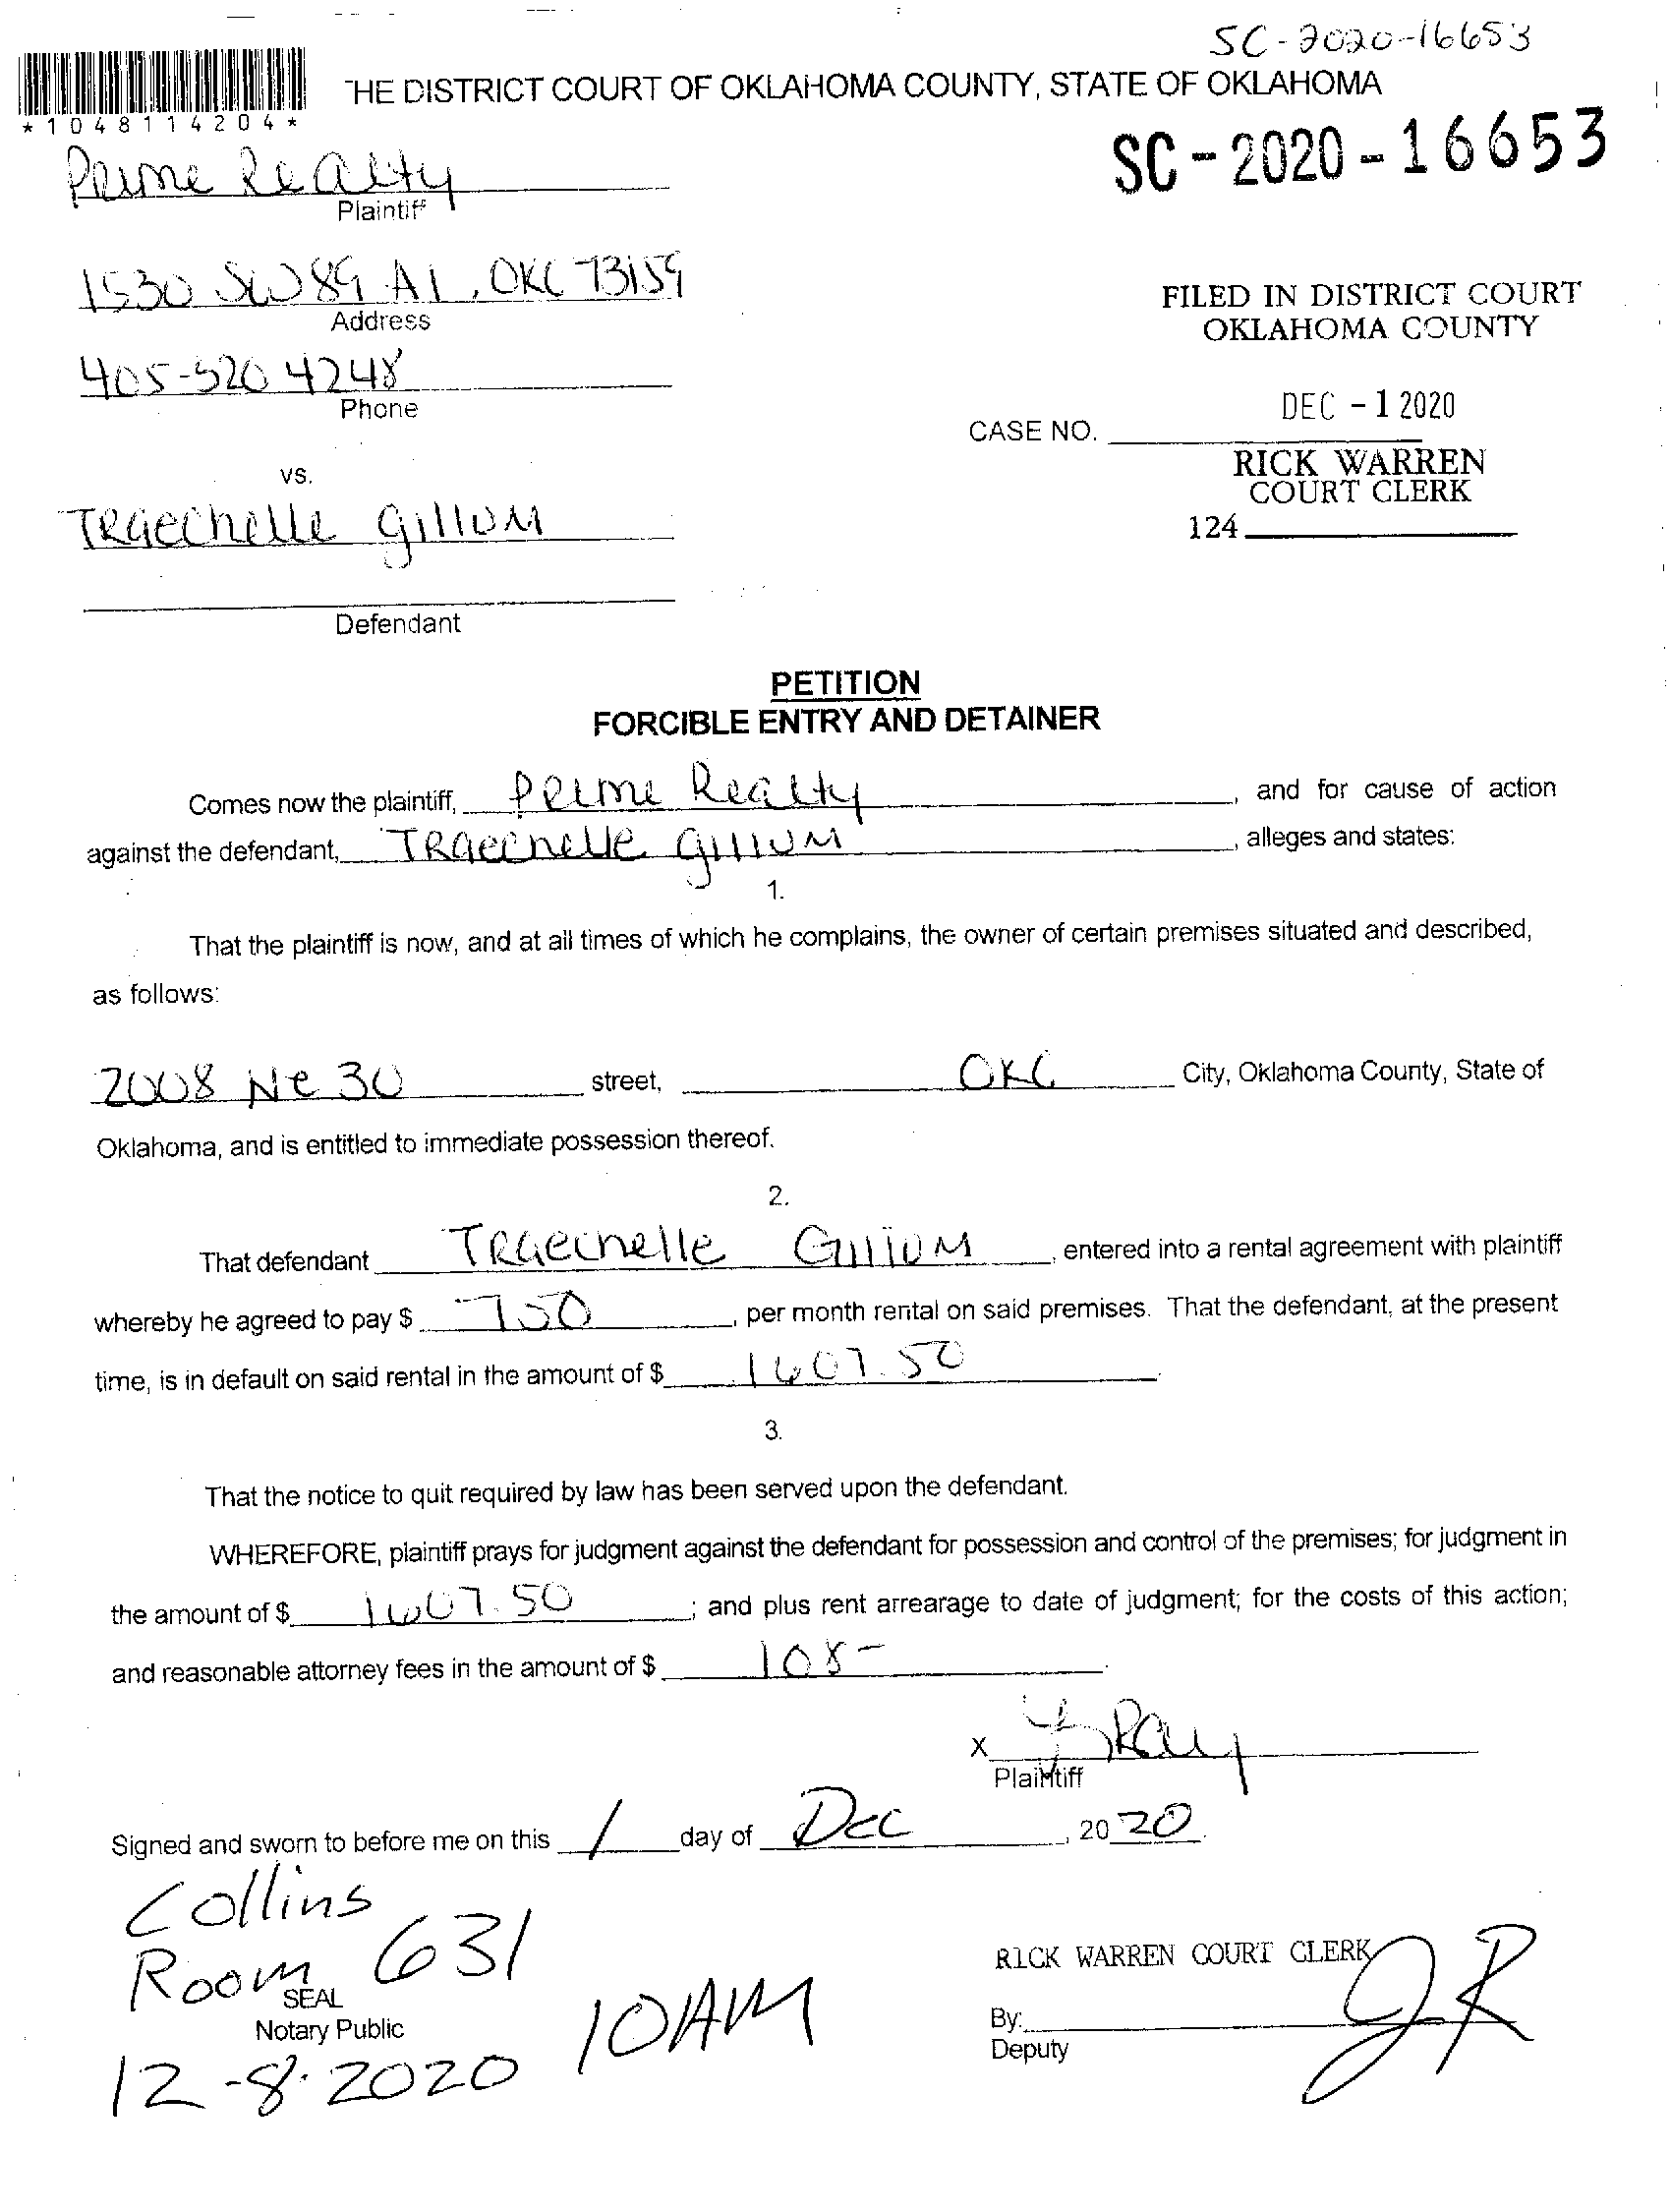 SC-2020-16653
THE DISTRICT COURT OF OKLAHOMA COUNTY, STATE OF OKLAHOMA
*1048114204*
SC-2020-16653
Prime Realty
Plaintiff
1530 SW 89 A1, OKC 73159
Address
FILED IN DISTRICT COURT
OKLAHOMA COUNTY
405-520 4248
Phone
DEC -1 2020
CASE NO.
RICK WARREN
COURT CLERK
124
vs.
Traechelle Gillum
Defendant
PETITION
FORCIBLE ENTRY AND DETAINER
Comes now the plaintiff, Prime Realty, and for cause of action
against the defendant, Traechelle Gillum, alleges and states:
1.
That the plaintiff is now, and at all times of which he complains, the owner of certain premises situated and described,
as follows:
2008 Ne 30 street, OKC City, Oklahoma County, State of
Oklahoma, and is entitled to immediate possession thereof.
2.
That defendant Traechelle Gillum, entered into a rental agreement with plaintiff
whereby he agreed to pay $ 750, per month rental on said premises. That the defendant, at the present
time, is in default on said rental in the amount of $ 1607.50.
3.
That the notice to quit required by law has been served upon the defendant.
WHEREFORE, plaintiff prays for judgment against the defendant for possession and control of the premises; for judgment in
the amount of $ 1607.50; and plus rent arrearage to date of judgment; for the costs of this action;
and reasonable attorney fees in the amount of $ 108-.
X
Plaintiff
Signed and sworn to before me on this 1 day of Dec, 2020.
Collins
Room 631
SEAL
Notary Public
10AM
12-8-2020
RICK WARREN COURT CLERK
By: JR
Deputy